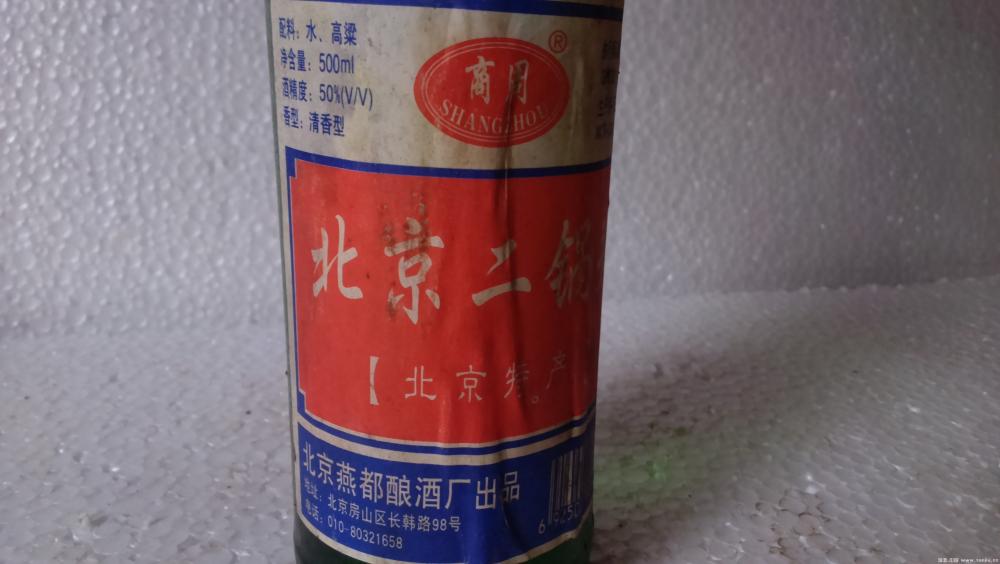 配料：水、高粱
净含量：500ml
酒精度：50%(V/V)
香型：清香型
商周
®
SHANGZHOU
北京二锅
【北京特产
北京燕都酿酒厂出品
地址：北京房山区长韩路98号
电话：010-80321658